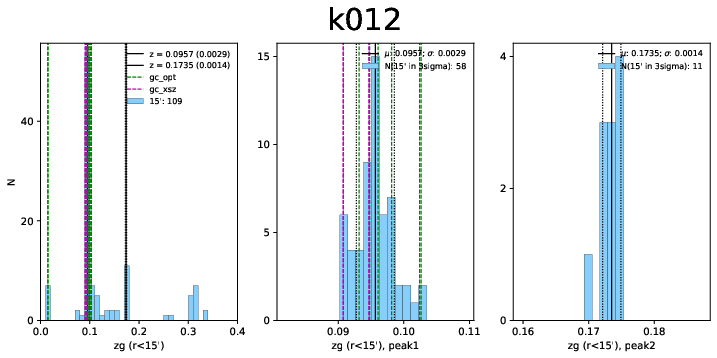 k012
z = 0.0957 (0.0029)
z = 0.1735 (0.0014)
gc_opt
gc_xsz
15': 109
N
40
20
0
0.0 0.1 0.2 0.3 0.4
zg (r<15')
μ: 0.0957; σ: 0.0029
N(15' in 3sigma): 58
15
10
5
0
0.09 0.10 0.11
zg (r<15'), peak1
μ: 0.1735; σ: 0.0014
N(15' in 3sigma): 11
4
2
0
0.16 0.17 0.18
zg (r<15'), peak2